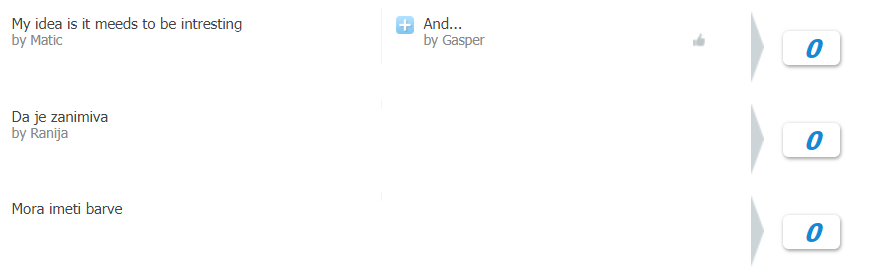 My idea is it meeds to be intresting
by Matic
And...
by Gasper
0
Da je zanimiva
by Ranija
0
Mora imeti barve
0